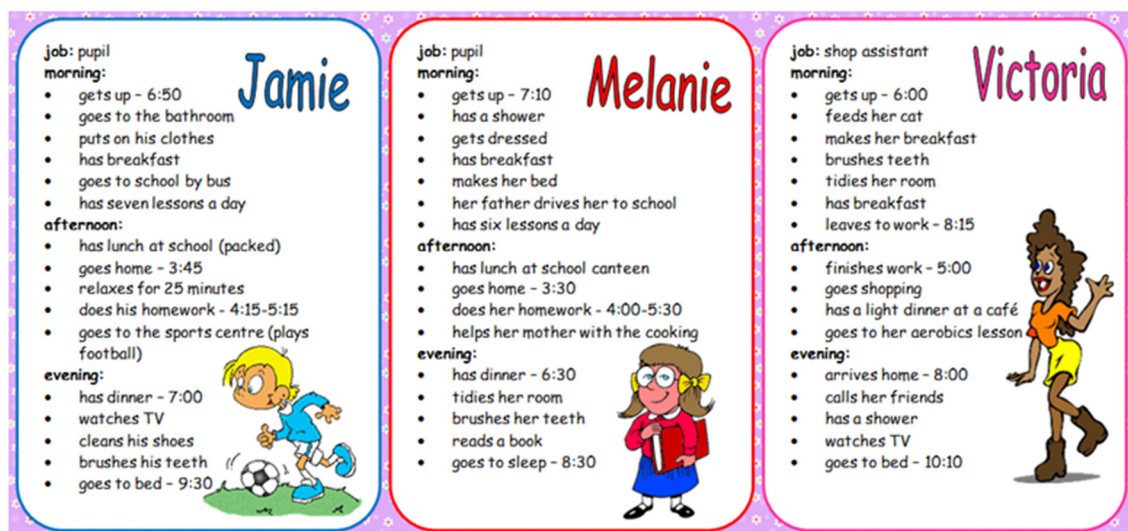 Jamie
job: pupil
morning:
• gets up – 6:50
• goes to the bathroom
• puts on his clothes
• has breakfast
• goes to school by bus
• has seven lessons a day
afternoon:
• has lunch at school (packed)
• goes home – 3:45
• relaxes for 25 minutes
• does his homework - 4:15-5:15
• goes to the sports centre (plays
football)
evening:
• has dinner – 7:00
• watches TV
• cleans his shoes
• brushes his teeth
• goes to bed – 9:30
Melanie
job: pupil
morning:
• gets up – 7:10
• has a shower
• gets dressed
• has breakfast
• makes her bed
• her father drives her to school
• has six lessons a day
afternoon:
• has lunch at school canteen
• goes home – 3:30
• does her homework – 4:00-5:30
• helps her mother with the cooking
evening:
• has dinner – 6:30
• tidies her room
• brushes her teeth
• reads a book
• goes to sleep – 8:30
Victoria
job: shop assistant
morning:
• gets up – 6:00
• feeds her cat
• makes her breakfast
• brushes teeth
• tidies her room
• has breakfast
• leaves to work – 8:15
afternoon:
• finishes work – 5:00
• goes shopping
• has a light dinner at a café
• goes to her aerobics lesson
evening:
• arrives home – 8:00
• calls her friends
• has a shower
• watches TV
• goes to bed – 10:10